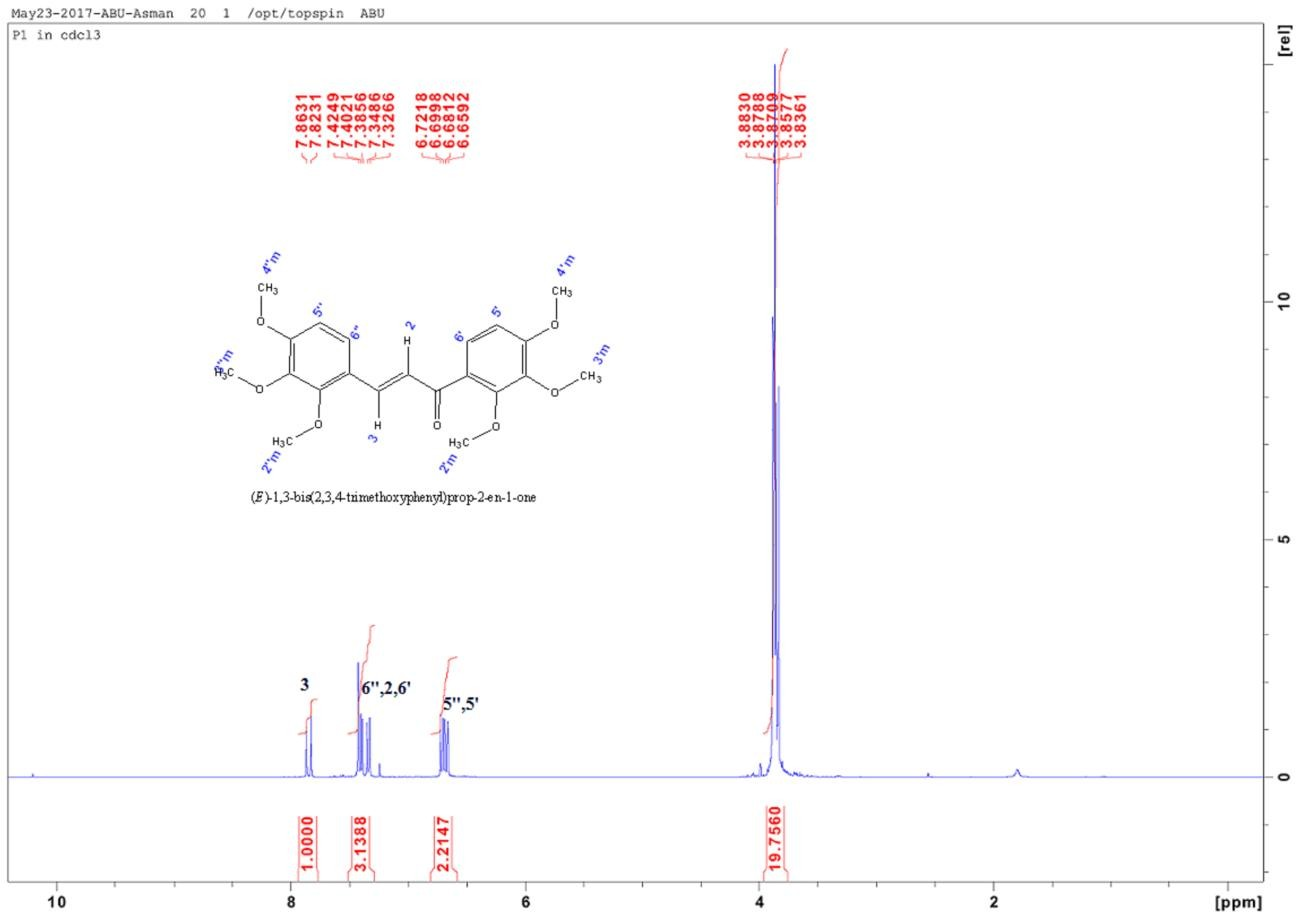 May23-2017-ABU-Asman 20 1 /opt/topspin ABU
P1 in cdcl3
[rel]
7.8631
7.8231
7.4249
7.4021
7.3856
7.3486
7.3266
6.7218
6.6998
6.6812
6.6592
3.8830
3.8788
3.8709
3.8577
3.8361
4''m
CH3
O
5''
6''
2
H
6'
5'
4'm
CH3
O
3''m
H3C
O
O
H3C
2''m
H
3
O
O
H3C
2'm
O
CH3
3'm
(E)-1,3-bis(2,3,4-trimethoxyphenyl)prop-2-en-1-one
10
5
0
3
6'',2,6'
5'',5'
1.0000
3.1388
2.2147
19.7560
10 8 6 4 2 [ppm]